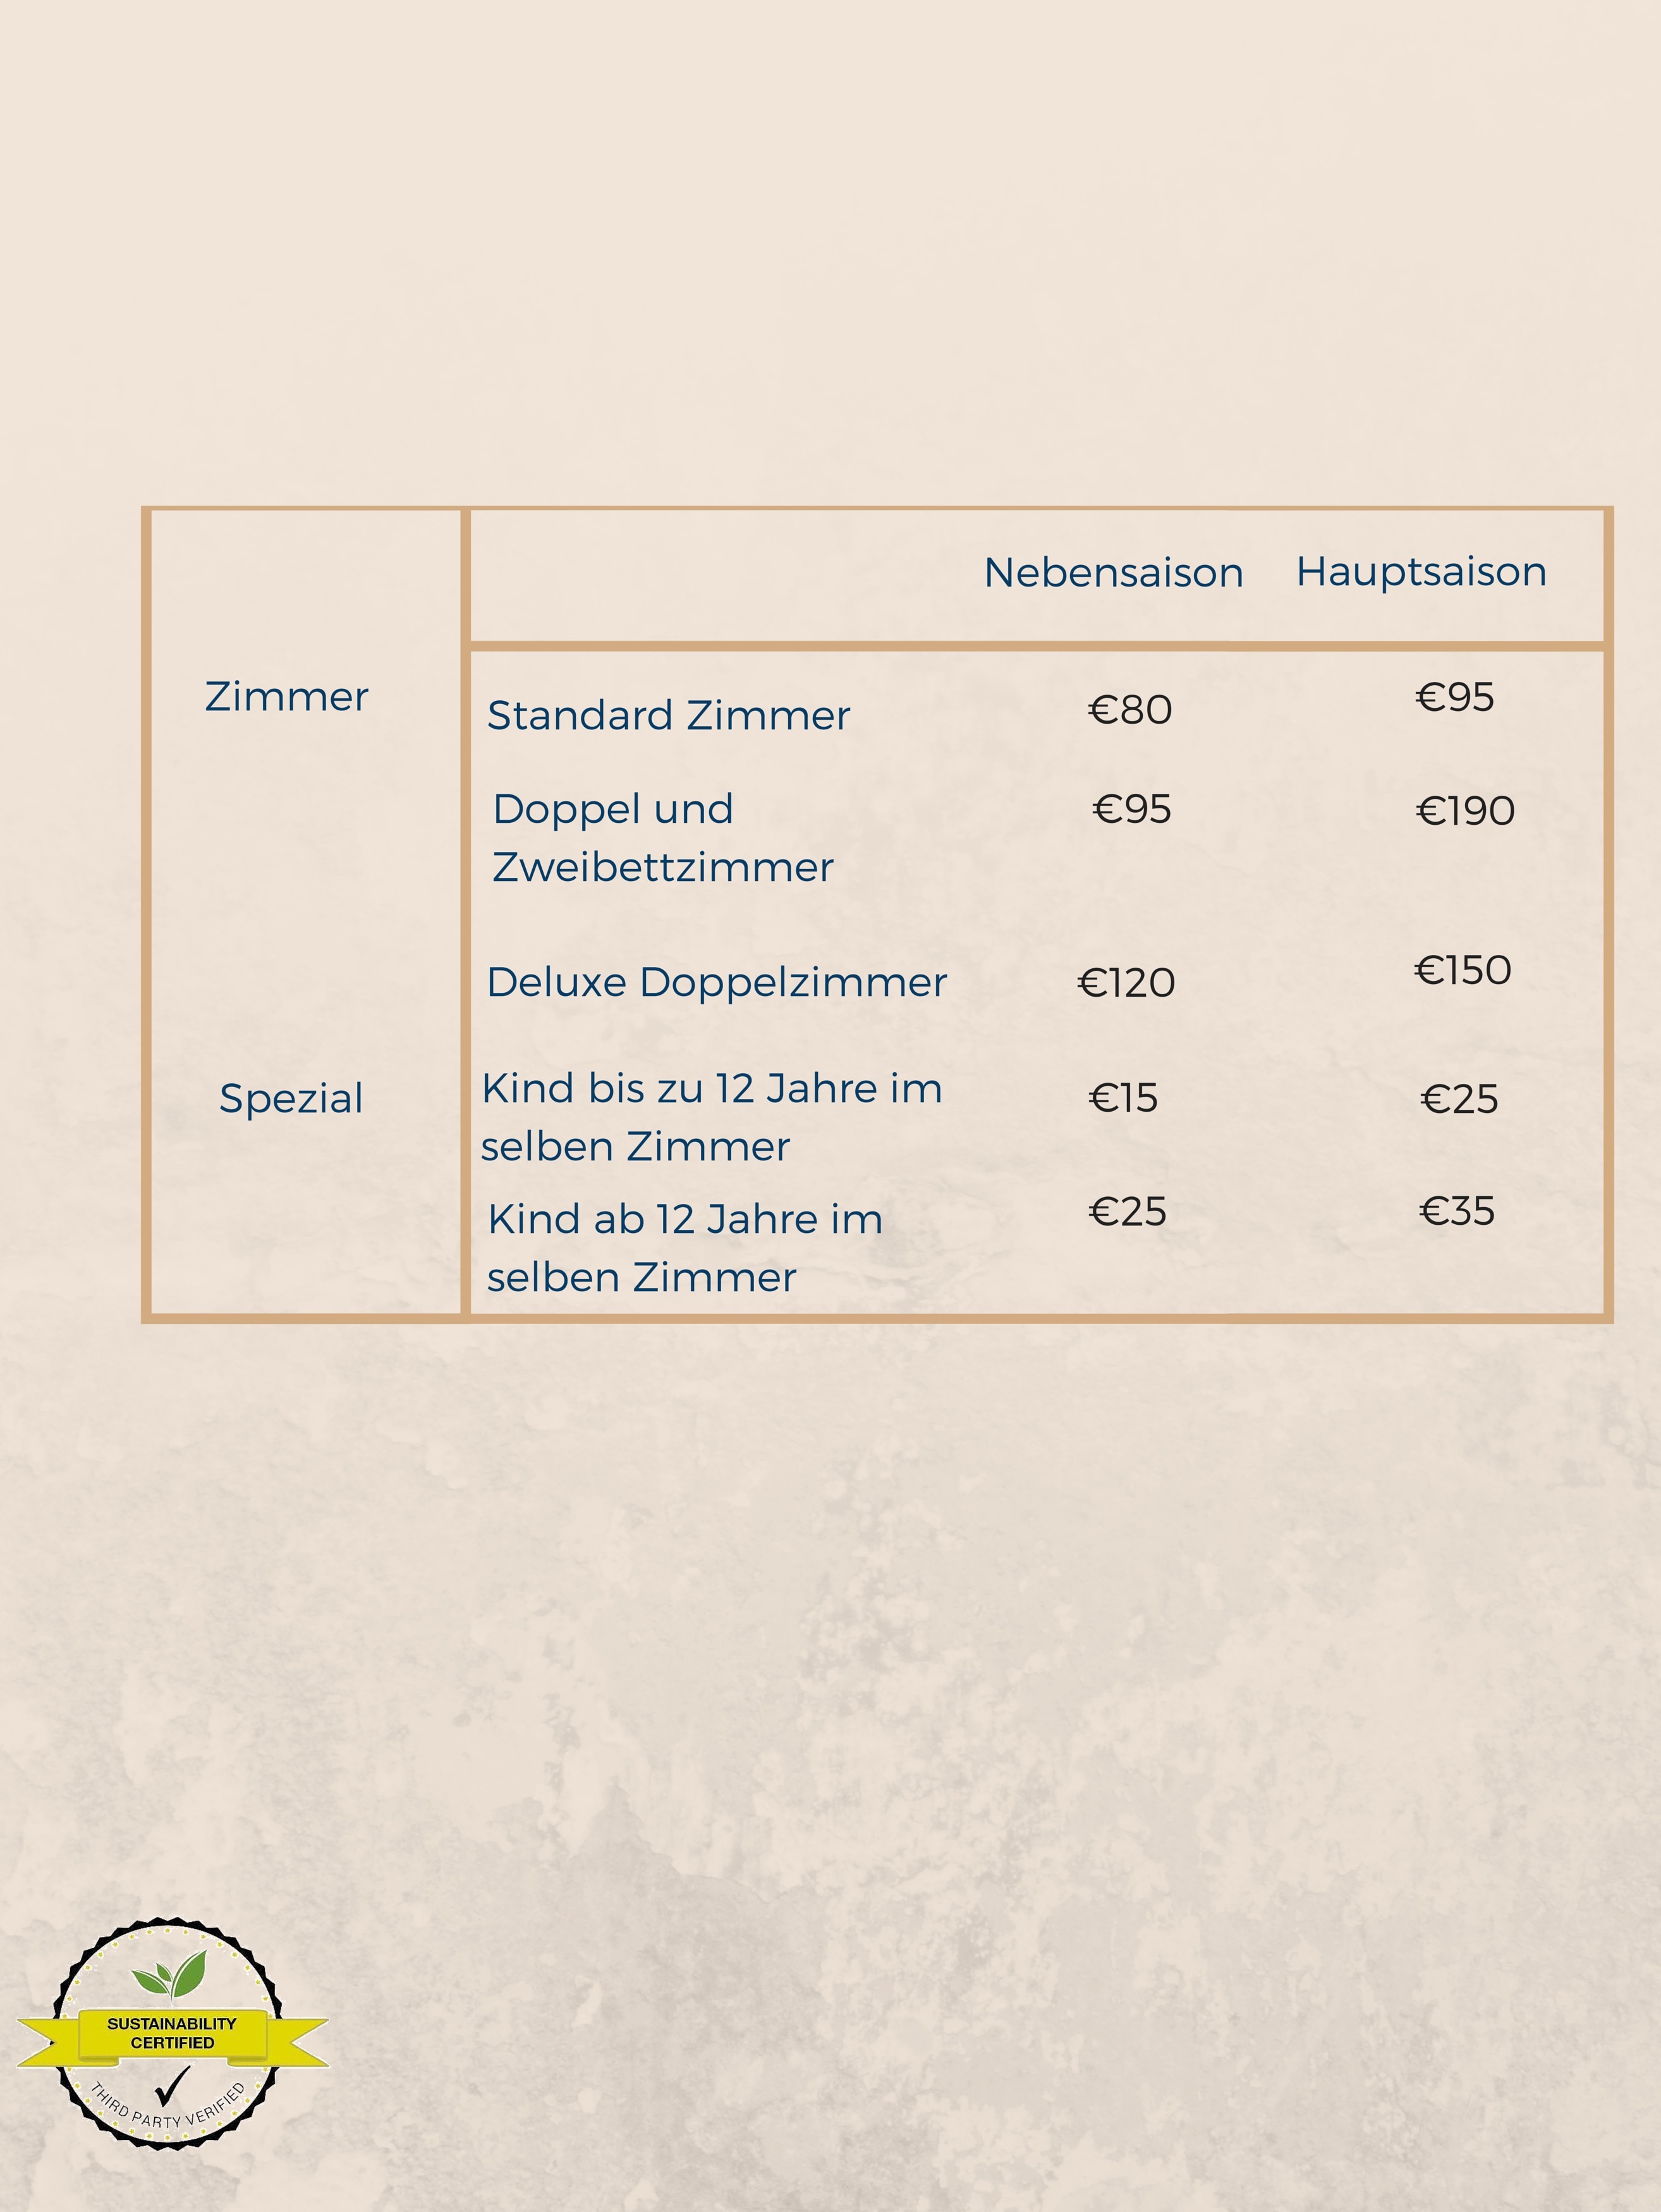 Nebensaison Hauptsaison
Zimmer
Standard Zimmer €80 €95
Doppel und €95 €190
Zweibettzimmer
Deluxe Doppelzimmer €120 €150
Spezial
Kind bis zu 12 Jahre im €15 €25
selben Zimmer
Kind ab 12 Jahre im €25 €35
selben Zimmer
SUSTAINABILITY
CERTIFIED
THIRD PARTY VERIFIED